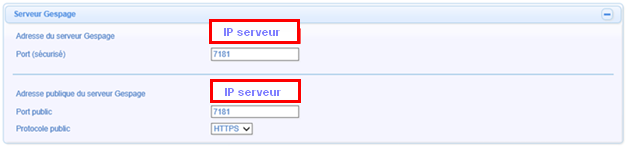 Serveur Gespage
Adresse du serveur Gespage IP serveur
Port (sécurisé) 7181
Adresse publique du serveur Gespage IP serveur
Port public 7181
Protocole public HTTPS